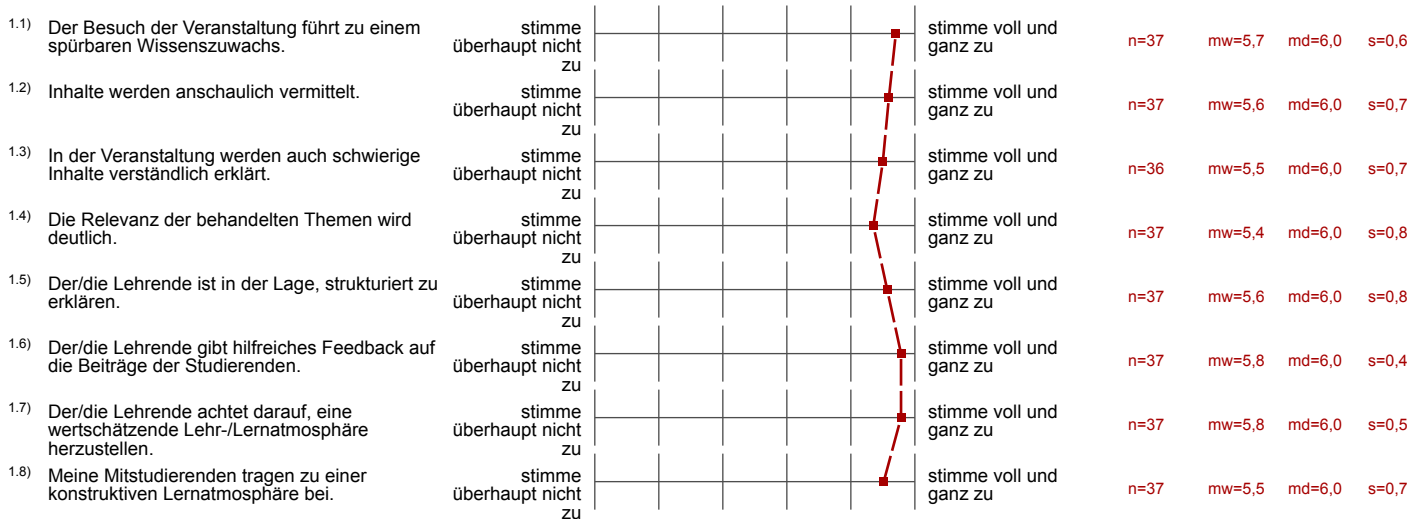 1.1) Der Besuch der Veranstaltung führt zu einem
spürbaren Wissenszuwachs.
stimme
überhaupt nicht
zu
stimme voll und
ganz zu
n=37 mw=5,7 md=6,0 s=0,6
1.2) Inhalte werden anschaulich vermittelt.
stimme
überhaupt nicht
zu
stimme voll und
ganz zu
n=37 mw=5,6 md=6,0 s=0,7
1.3) In der Veranstaltung werden auch schwierige
Inhalte verständlich erklärt.
stimme
überhaupt nicht
zu
stimme voll und
ganz zu
n=36 mw=5,5 md=6,0 s=0,7
1.4) Die Relevanz der behandelten Themen wird
deutlich.
stimme
überhaupt nicht
zu
stimme voll und
ganz zu
n=37 mw=5,4 md=6,0 s=0,8
1.5) Der/die Lehrende ist in der Lage, strukturiert zu
erklären.
stimme
überhaupt nicht
zu
stimme voll und
ganz zu
n=37 mw=5,6 md=6,0 s=0,8
1.6) Der/die Lehrende gibt hilfreiches Feedback auf
die Beiträge der Studierenden.
stimme
überhaupt nicht
zu
stimme voll und
ganz zu
n=37 mw=5,8 md=6,0 s=0,4
1.7) Der/die Lehrende achtet darauf, eine
wertschätzende Lehr-/Lernatmosphäre
herzustellen.
stimme
überhaupt nicht
zu
stimme voll und
ganz zu
n=37 mw=5,8 md=6,0 s=0,5
1.8) Meine Mitstudierenden tragen zu einer
konstruktiven Lernatmosphäre bei.
stimme
überhaupt nicht
zu
stimme voll und
ganz zu
n=37 mw=5,5 md=6,0 s=0,7